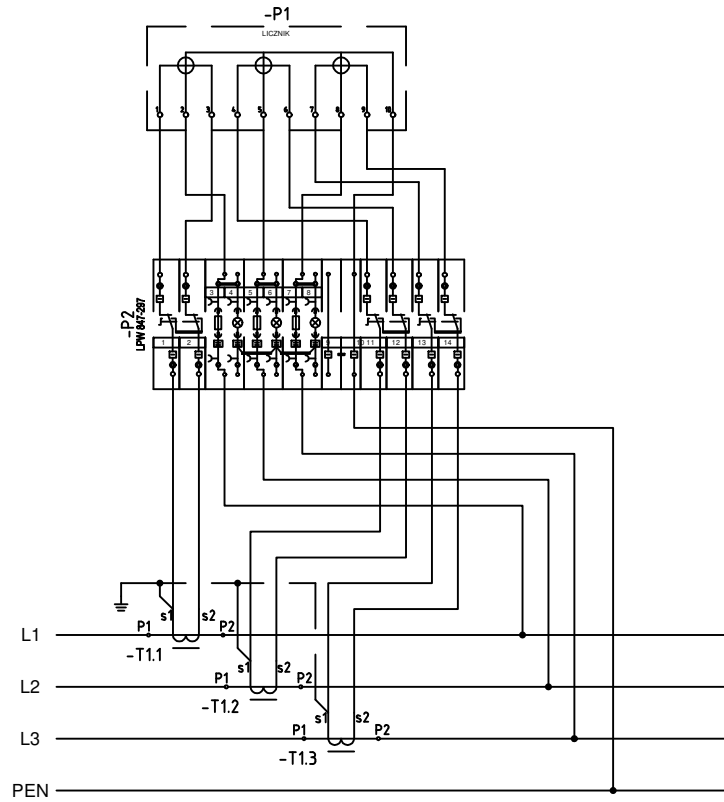 -P1
LICZNIK
1 2 3 4 5 6 7 8 9 10
-P2
LPW 847-297
3 4 5 6 7 8
1 2 9 10 11 12 13 14
s1 s2
L1 P1 P2
-T1.1
s1 s2
L2 P1 P2
-T1.2
s1 s2
L3 P1 P2
-T1.3
PEN